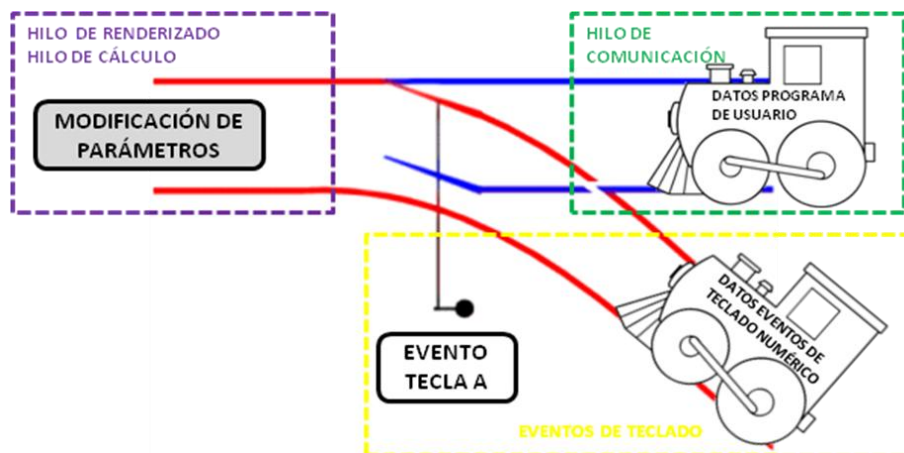 HILO DE RENDERIZADO
HILO DE CÁLCULO
MODIFICACIÓN DE
PARÁMETROS
HILO DE
COMUNICACIÓN
DATOS PROGRAMA
DE USUARIO
DATOS EVENTOS DE
TECLADO NUMÉRICO
EVENTO
TECLA A
EVENTOS DE TECLADO